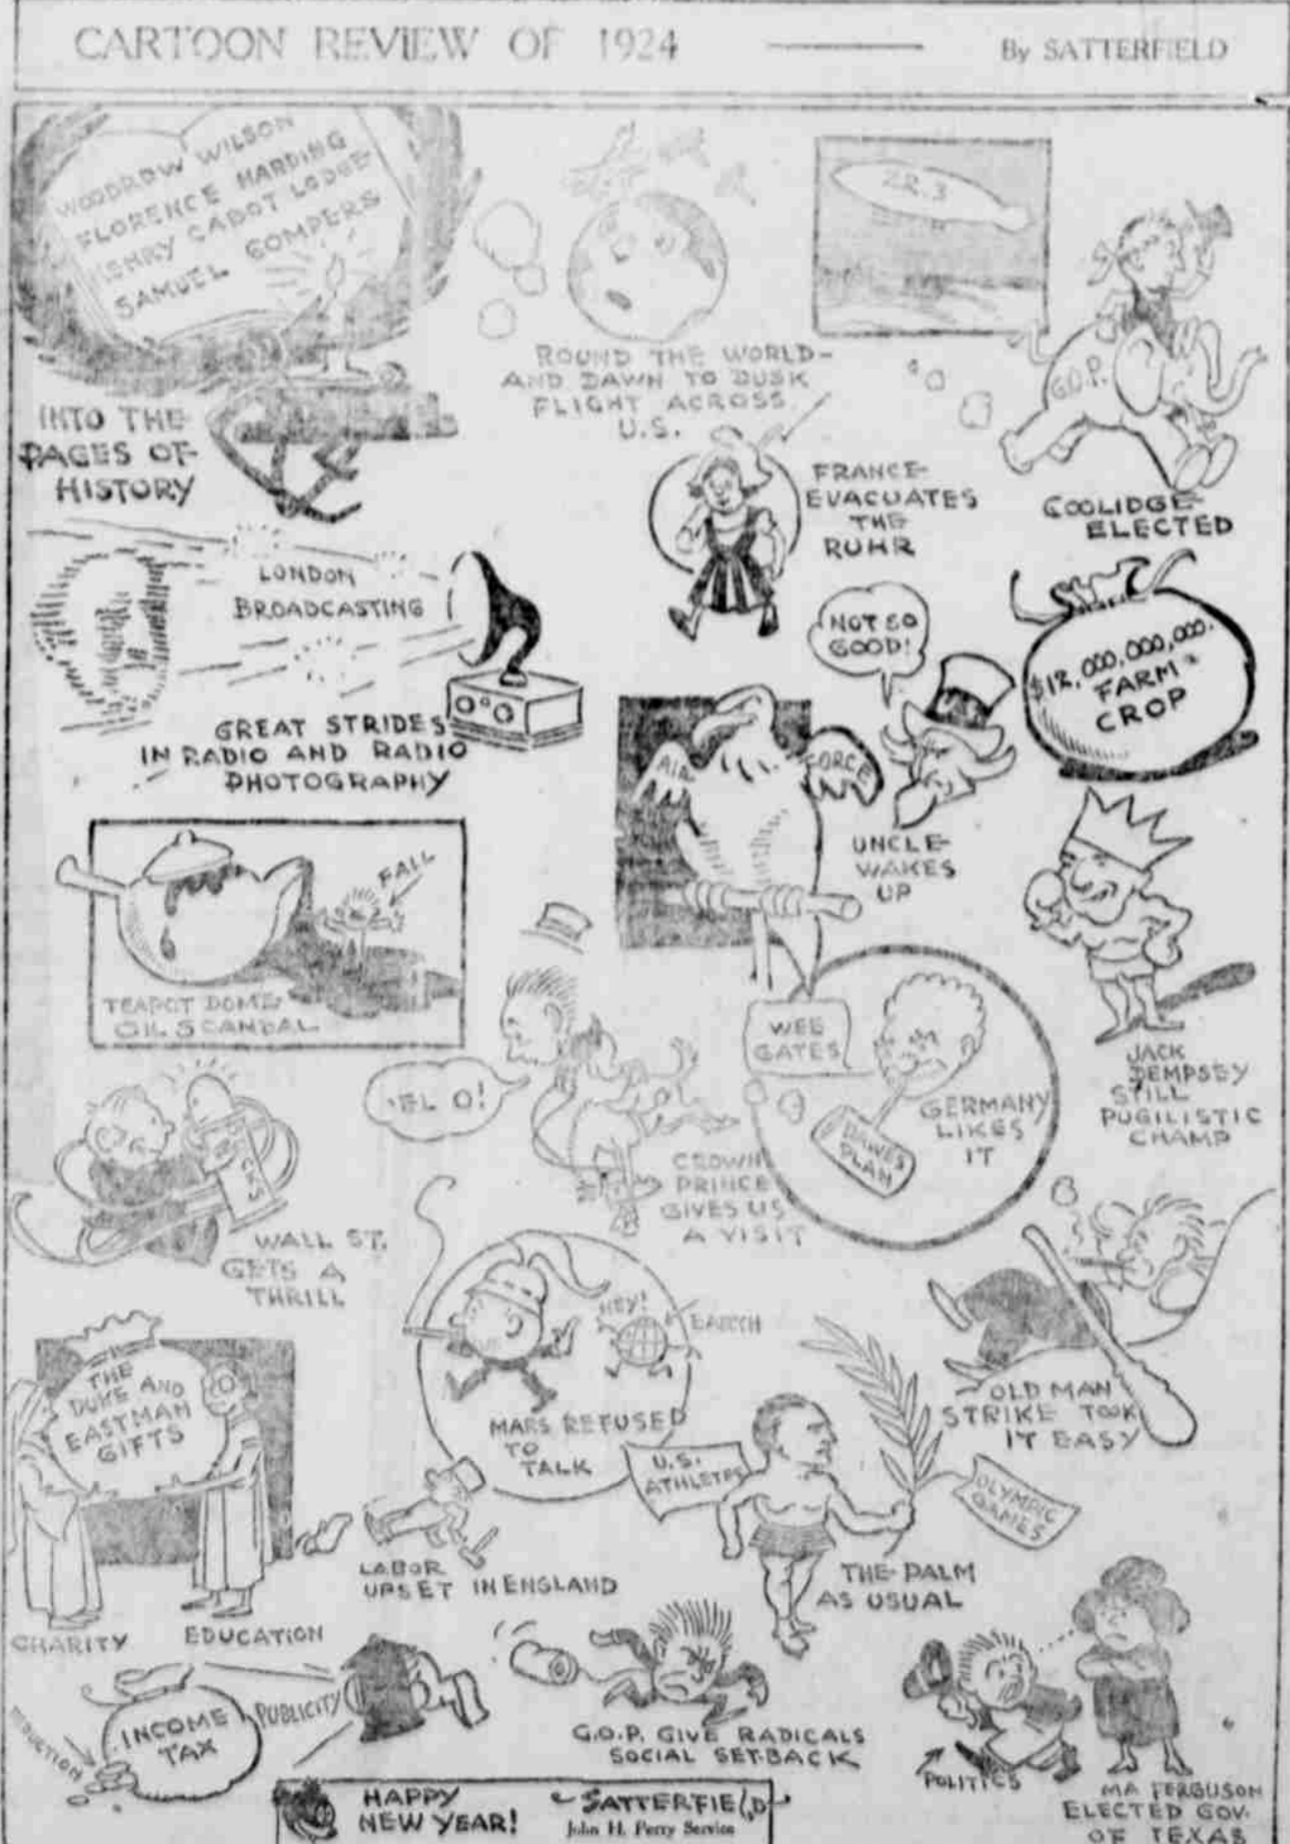 CARTOON REVIEW OF 1924
By SATTERFIELD
WOODROW WILSON
FLORENCE HARDING
HENRY CABOT LODGE
SAMUEL GOMPERS
INTO THE
PAGES OF
HISTORY
ROUND THE WORLD-
AND DAWN TO DUSK
FLIGHT ACROSS
U.S.
ZR.3
G.O.P.
COOLIDGE
ELECTED
FRANCE
EVACUATES
THE
RUHR
LONDON
BROADCASTING
GREAT STRIDES
IN RADIO AND RADIO
PHOTOGRAPHY
NOT SO
GOOD!
AIR
FORCE
UNCLE
WAKES
UP
$12,000,000,000.
FARM
CROP
FALL
TEAPOT DOME
OIL SCANDAL
JACK
DEMPSEY
STILL
PUGILISTIC
CHAMP
'EL O!
CROWN
PRINCE
GIVES US
A VISIT
WEE
GATES
DAWES
PLAN
GERMANY
LIKES
IT
WALL ST.
GETS A
THRILL
HEY!
EARTH
MARS REFUSED
TO
TALK
OLD MAN
STRIKE TOOK
IT EASY
THE
DUKE AND
EASTMAN
GIFTS
CHARITY
EDUCATION
LABOR
UPSET IN ENGLAND
U.S.
ATHLETES
OLYMPIC
GAMES
THE PALM
AS USUAL
INCOME
TAX
PUBLICITY
G.O.P. GIVE RADICALS
SOCIAL SET-BACK
POLITICS
MA FERGUSON
ELECTED GOV.
OF TEXAS
HAPPY
NEW YEAR!
SATTERFIELD
John H. Perry Service